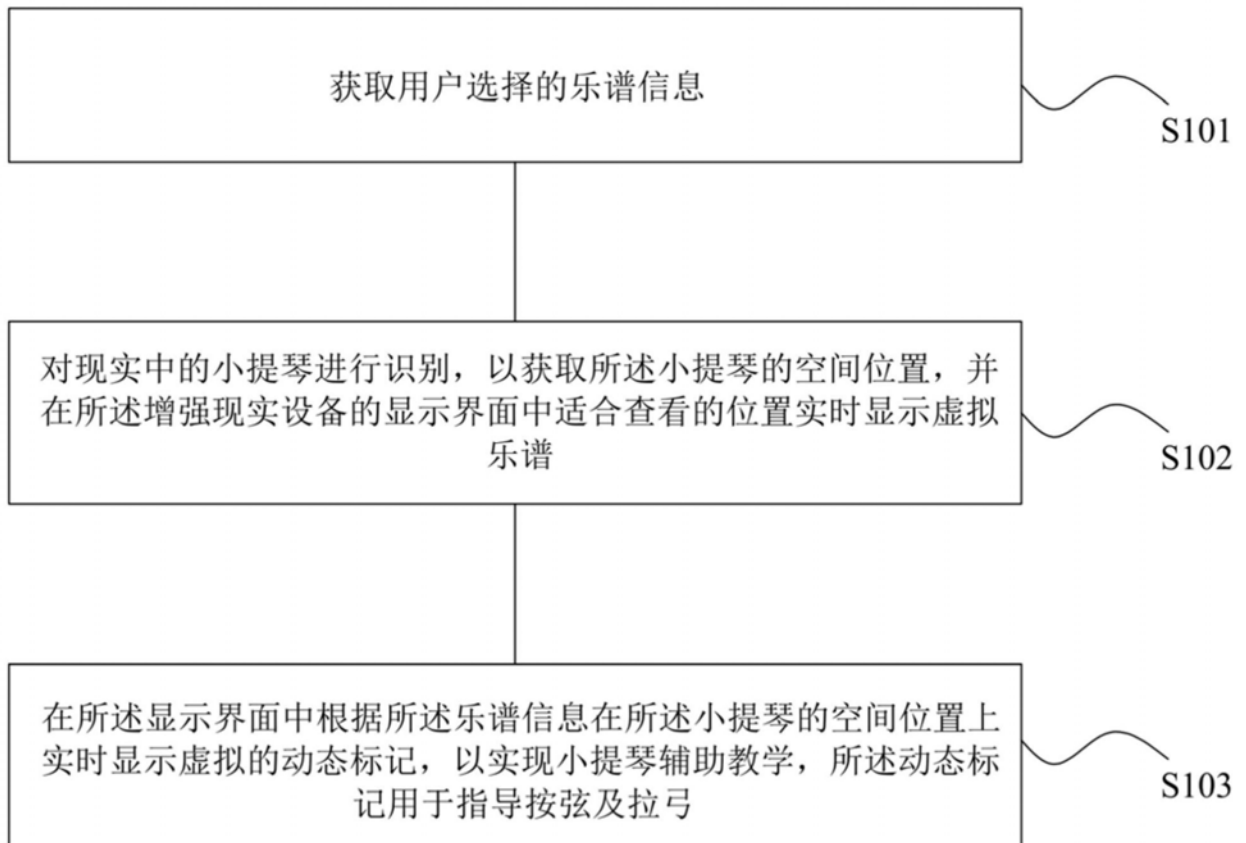 获取用户选择的乐谱信息
S101
对现实中的小提琴进行识别，以获取所述小提琴的空间位置，并
在所述增强现实设备的显示界面中适合查看的位置实时显示虚拟
乐谱
S102
在所述显示界面中根据所述乐谱信息在所述小提琴的空间位置上
实时显示虚拟的动态标记，以实现小提琴辅助教学，所述动态标
记用于指导按弦及拉弓
S103